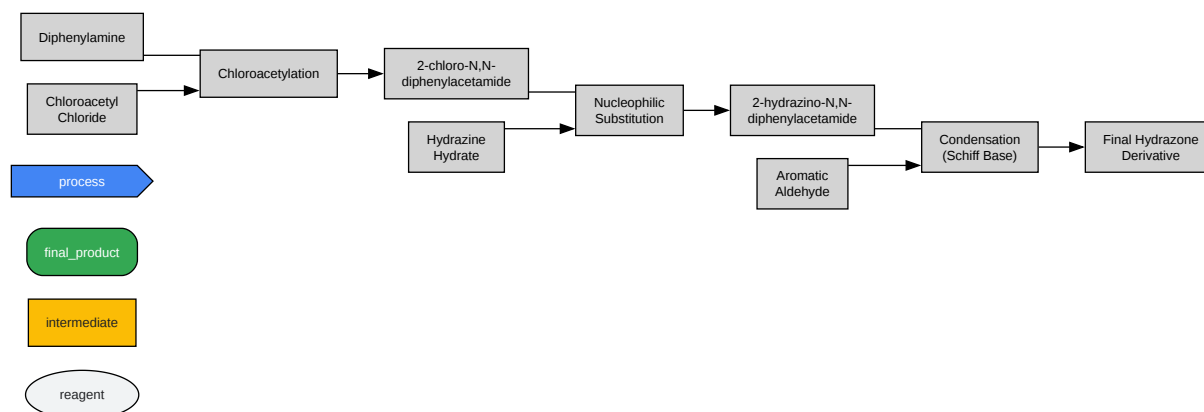 Diphenylamine
Chloroacetyl
Chloride
Chloroacetylation
2-chloro-N,N-
diphenylacetamide
Hydrazine
Hydrate
Nucleophilic
Substitution
2-hydrazino-N,N-
diphenylacetamide
Aromatic
Aldehyde
Condensation
(Schiff Base)
Final Hydrazone
Derivative
process
final_product
intermediate
reagent